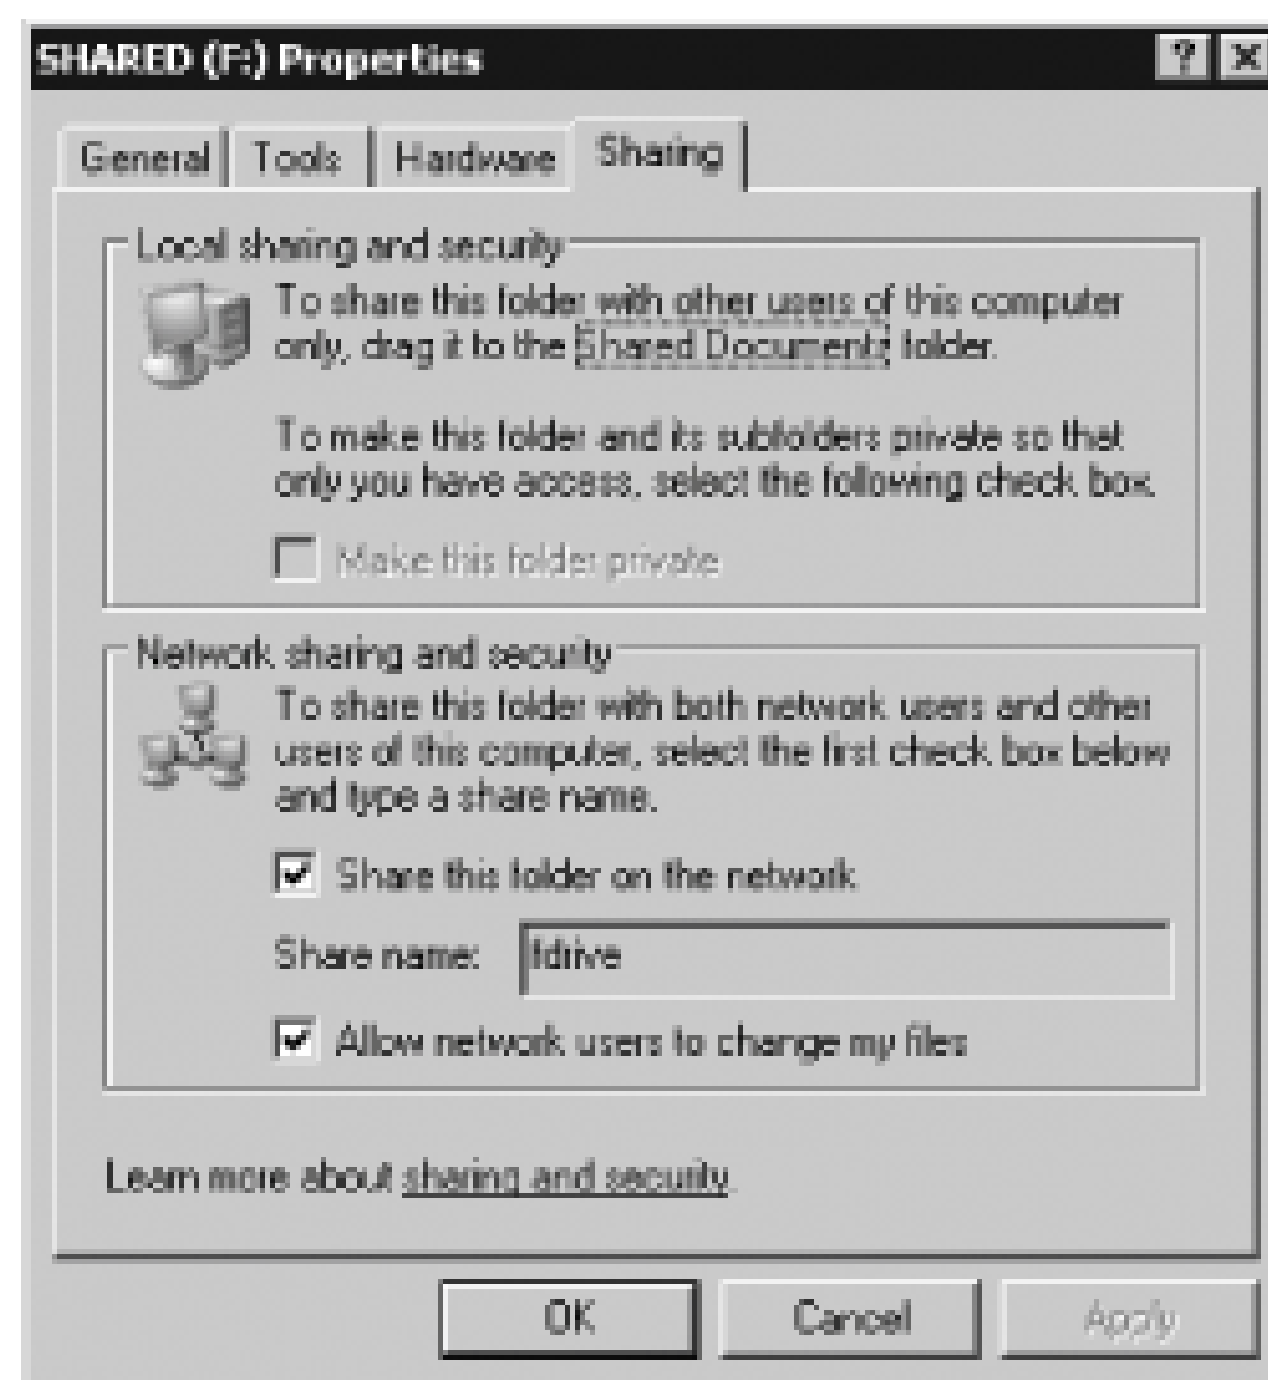 SHARED (F:) Properties
General Tools Hardware Sharing
Local sharing and security
To share this folder with other users of this computer
only, drag it to the Shared Documents folder.
To make this folder and its subfolders private so that
only you have access, select the following check box.
Make this folder private
Network sharing and security
To share this folder with both network users and other
users of this computer, select the first check box below
and type a share name.
Share this folder on the network
Share name: fdrive
Allow network users to change my files
Learn more about sharing and security.
OK Cancel Apply